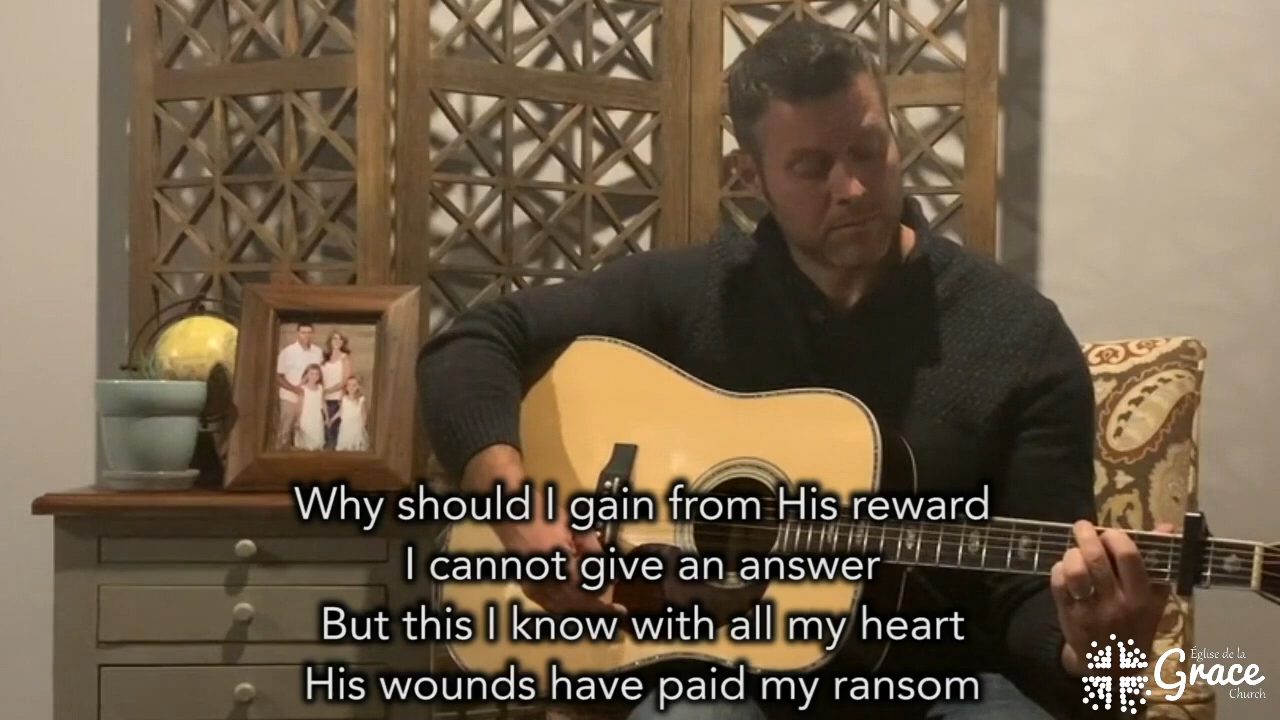 Why should I gain from His reward
I cannot give an answer
But this I know with all my heart
His wounds have paid my ransom
Église de la
Grace
Church